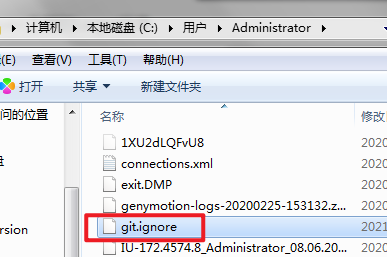 计算机 ▸ 本地磁盘 (C:) ▸ 用户 ▸ Administrator ▸
查看(V) 工具(T) 帮助(H)
打开 共享 新建文件夹
问的位置 名称 修改
1XU2dLQFvU8 2020
connections.xml 2020
exit.DMP 2020
genymotion-logs-20200225-153132.z... 2020
git.ignore 2021
ersion IU-172.4574.8_Administrator_08.06.20... 2020